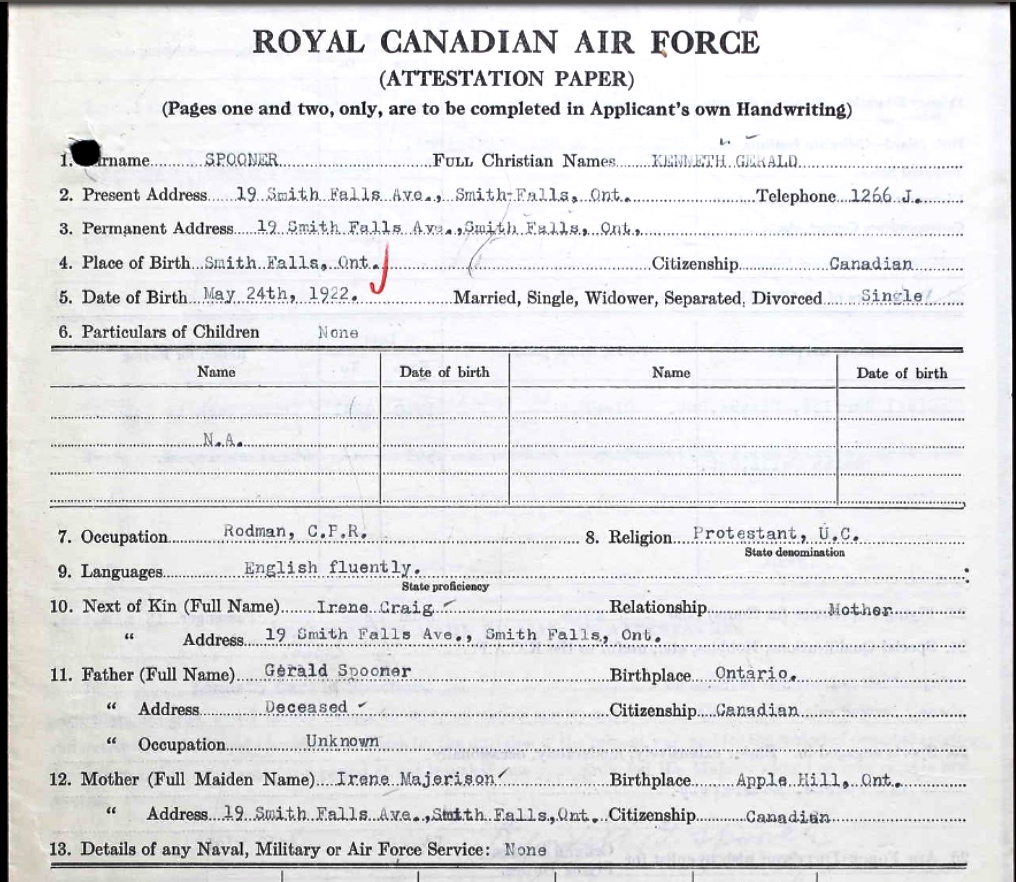 ROYAL CANADIAN AIR FORCE
(ATTESTATION PAPER)
(Pages one and two, only, are to be completed in Applicant's own Handwriting)
1. rname SPOONER FULL Christian Names KENNETH GERALD
2. Present Address 19 Smith Falls Ave., Smith-Falls, Ont. Telephone 1266 J.
3. Permanent Address 19 Smith Falls Ave.,Smith Falls, Ont.
4. Place of Birth Smith Falls, Ont. Citizenship Canadian
5. Date of Birth May 24th, 1922. Married, Single, Widower, Separated, Divorced Single
6. Particulars of Children None
Name Date of birth Name Date of birth
N.A.
7. Occupation Rodman, C.P.R. 8. Religion Protestant, U.C.
State denomination
9. Languages English fluently.
State proficiency
10. Next of Kin (Full Name) Irene Craig Relationship Mother
" Address 19 Smith Falls Ave., Smith Falls, Ont.
11. Father (Full Name) Gerald Spooner Birthplace Ontario.
" Address Deceased Citizenship Canadian
" Occupation Unknown
12. Mother (Full Maiden Name) Irene Majerison Birthplace Apple Hill, Ont.
" Address 19 Smith Falls Ave.,Smith Falls,Ont. Citizenship Canadian
13. Details of any Naval, Military or Air Force Service: None